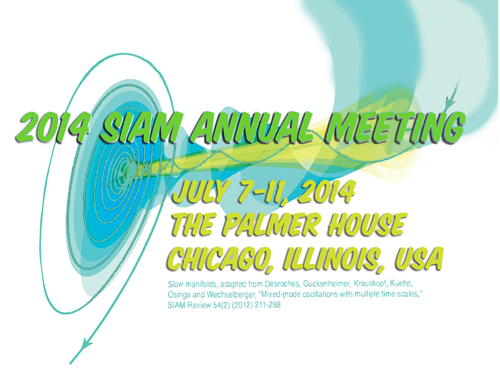 2014 SIAM ANNUAL MEETING
JULY 7-11, 2014
THE PALMER HOUSE
CHICAGO, ILLINOIS, USA
Slow manifolds, adapted from Desroches, Guckenheimer, Krauskopf, Kuehn,
Osinga and Wechselberger, "Mixed-mode oscillations with multiple time scales,"
SIAM Review 54(2) (2012) 211-288